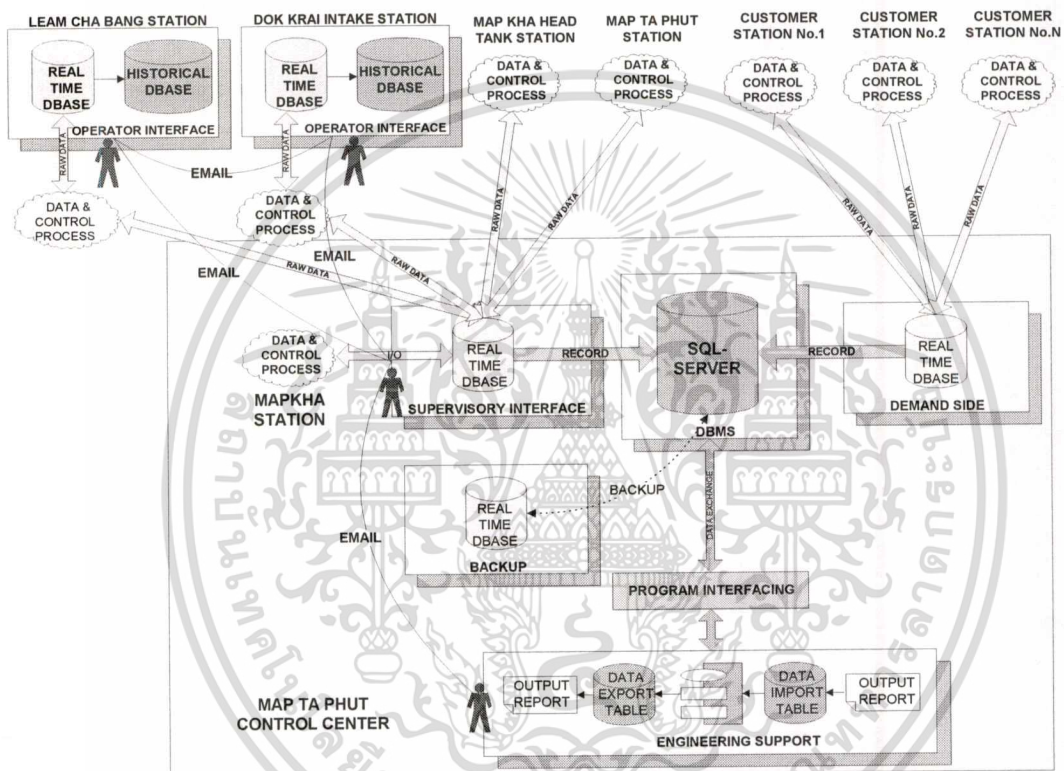 LEAM CHA BANG STATION
DOK KRAI INTAKE STATION
MAP KHA HEAD
TANK STATION
MAP TA PHUT
STATION
CUSTOMER
STATION No.1
CUSTOMER
STATION No.2
CUSTOMER
STATION No.N
REAL
TIME
DBASE
HISTORICAL
DBASE
OPERATOR INTERFACE
REAL
TIME
DBASE
HISTORICAL
DBASE
OPERATOR INTERFACE
DATA &
CONTROL
PROCESS
DATA &
CONTROL
PROCESS
DATA &
CONTROL
PROCESS
DATA &
CONTROL
PROCESS
DATA &
CONTROL
PROCESS
RAW DATA
RAW DATA
EMAIL
DATA &
CONTROL
PROCESS
DATA &
CONTROL
PROCESS
RAW DATA
RAW DATA
RAW DATA
RAW DATA
RAW DATA
EMAIL
EMAIL
RAW DATA
RAW DATA
DATA &
CONTROL
PROCESS
MAPKHA
STATION
I/O
REAL
TIME
DBASE
SUPERVISORY INTERFACE
RECORD
SQL-
SERVER
DBMS
RECORD
REAL
TIME
DBASE
DEMAND SIDE
REAL
TIME
DBASE
BACKUP
BACKUP
DATA EXCHANGE
EMAIL
PROGRAM INTERFACING
MAP TA PHUT
CONTROL CENTER
OUTPUT
REPORT
DATA
EXPORT
TABLE
DATA
IMPORT
TABLE
OUTPUT
REPORT
ENGINEERING SUPPORT